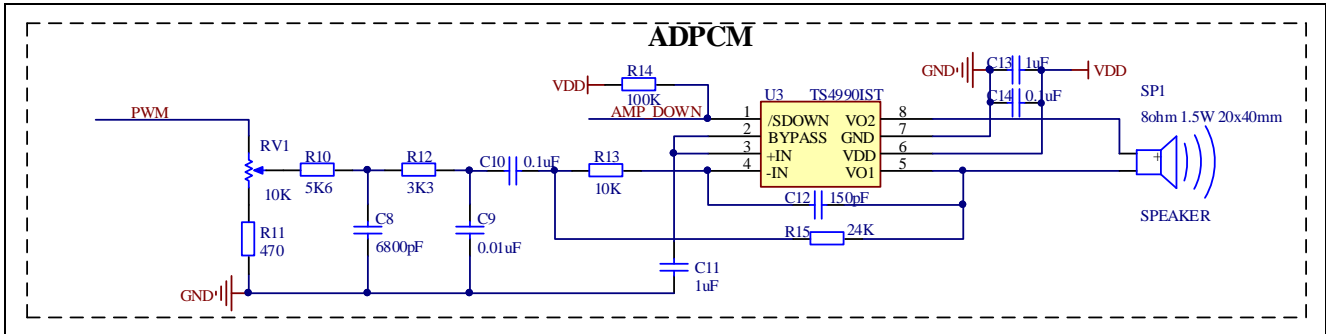 ADPCM
PWM
RV1
10K
R11
470
GND
R10
5K6
C8
6800pF
R12
3K3
C9
0.01uF
C10
0.1uF
R13
10K
VDD
R14
100K
AMP_DOWN
C11
1uF
U3
TS4990IST
1
/SDOWN
VO2
8
2
BYPASS
GND
7
3
+IN
VDD
6
4
-IN
VO1
5
C12
150pF
R15
24K
GND
C13
1uF
VDD
C14
0.1uF
SP1
8ohm 1.5W 20x40mm
+
SPEAKER